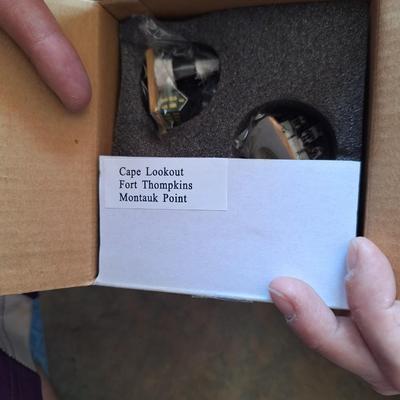 Cape Lookout
Fort Thompkins
Montauk Point